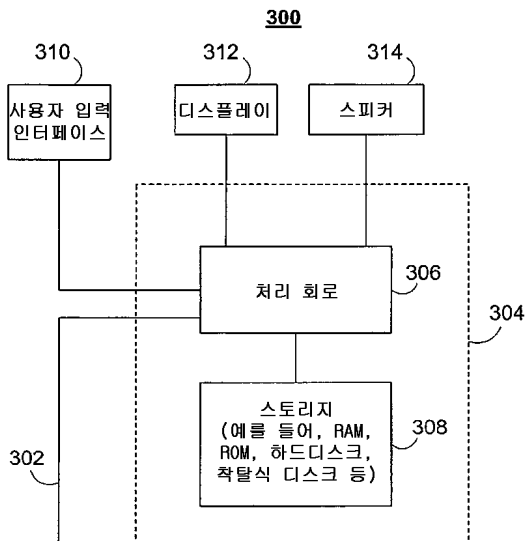 300
310
312
314
사용자 입력
인터페이스
디스플레이
스피커
처리 회로
306
304
스토리지
(예를 들어, RAM,
ROM, 하드디스크,
착탈식 디스크 등)
308
302